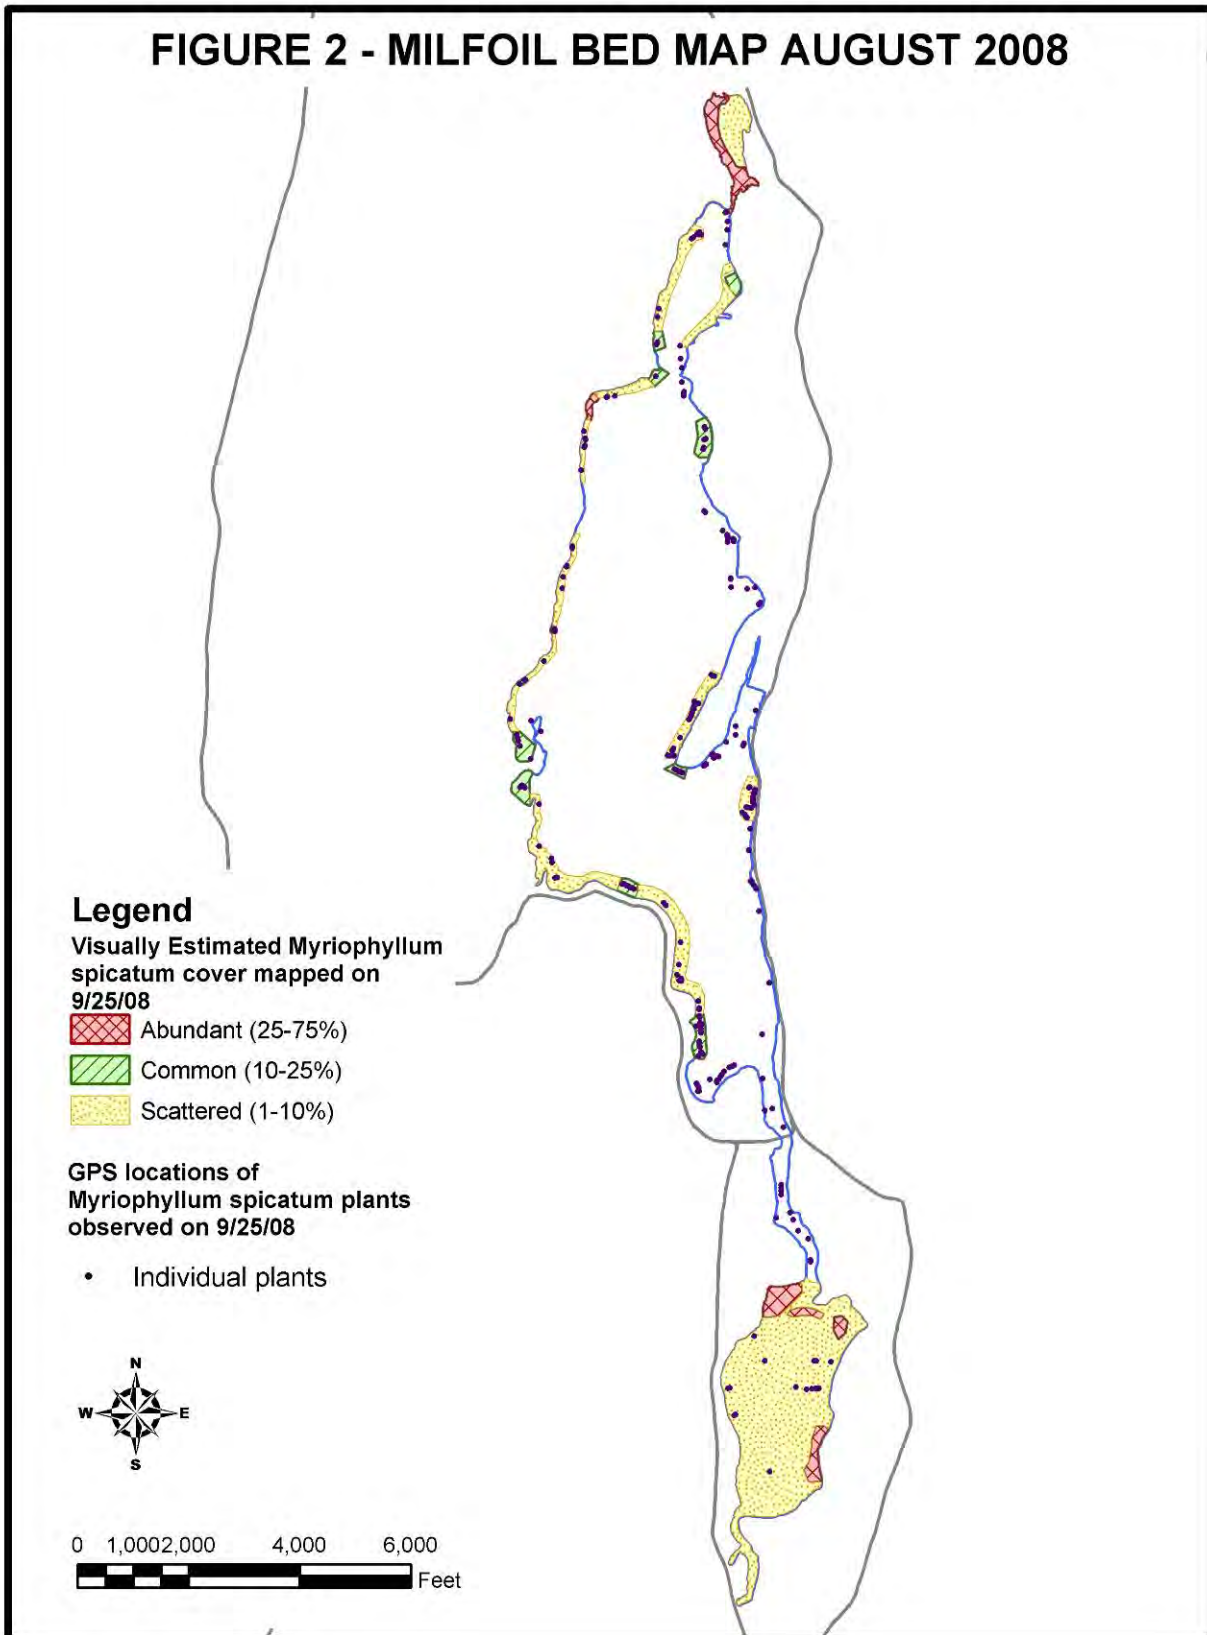 FIGURE 2 - MILFOIL BED MAP AUGUST 2008
Legend
Visually Estimated Myriophyllum
spicatum cover mapped on
9/25/08
Abundant (25-75%)
Common (10-25%)
Scattered (1-10%)
GPS locations of
Myriophyllum spicatum plants
observed on 9/25/08
Individual plants
N
W E
S
0 1,0002,000 4,000 6,000
Feet